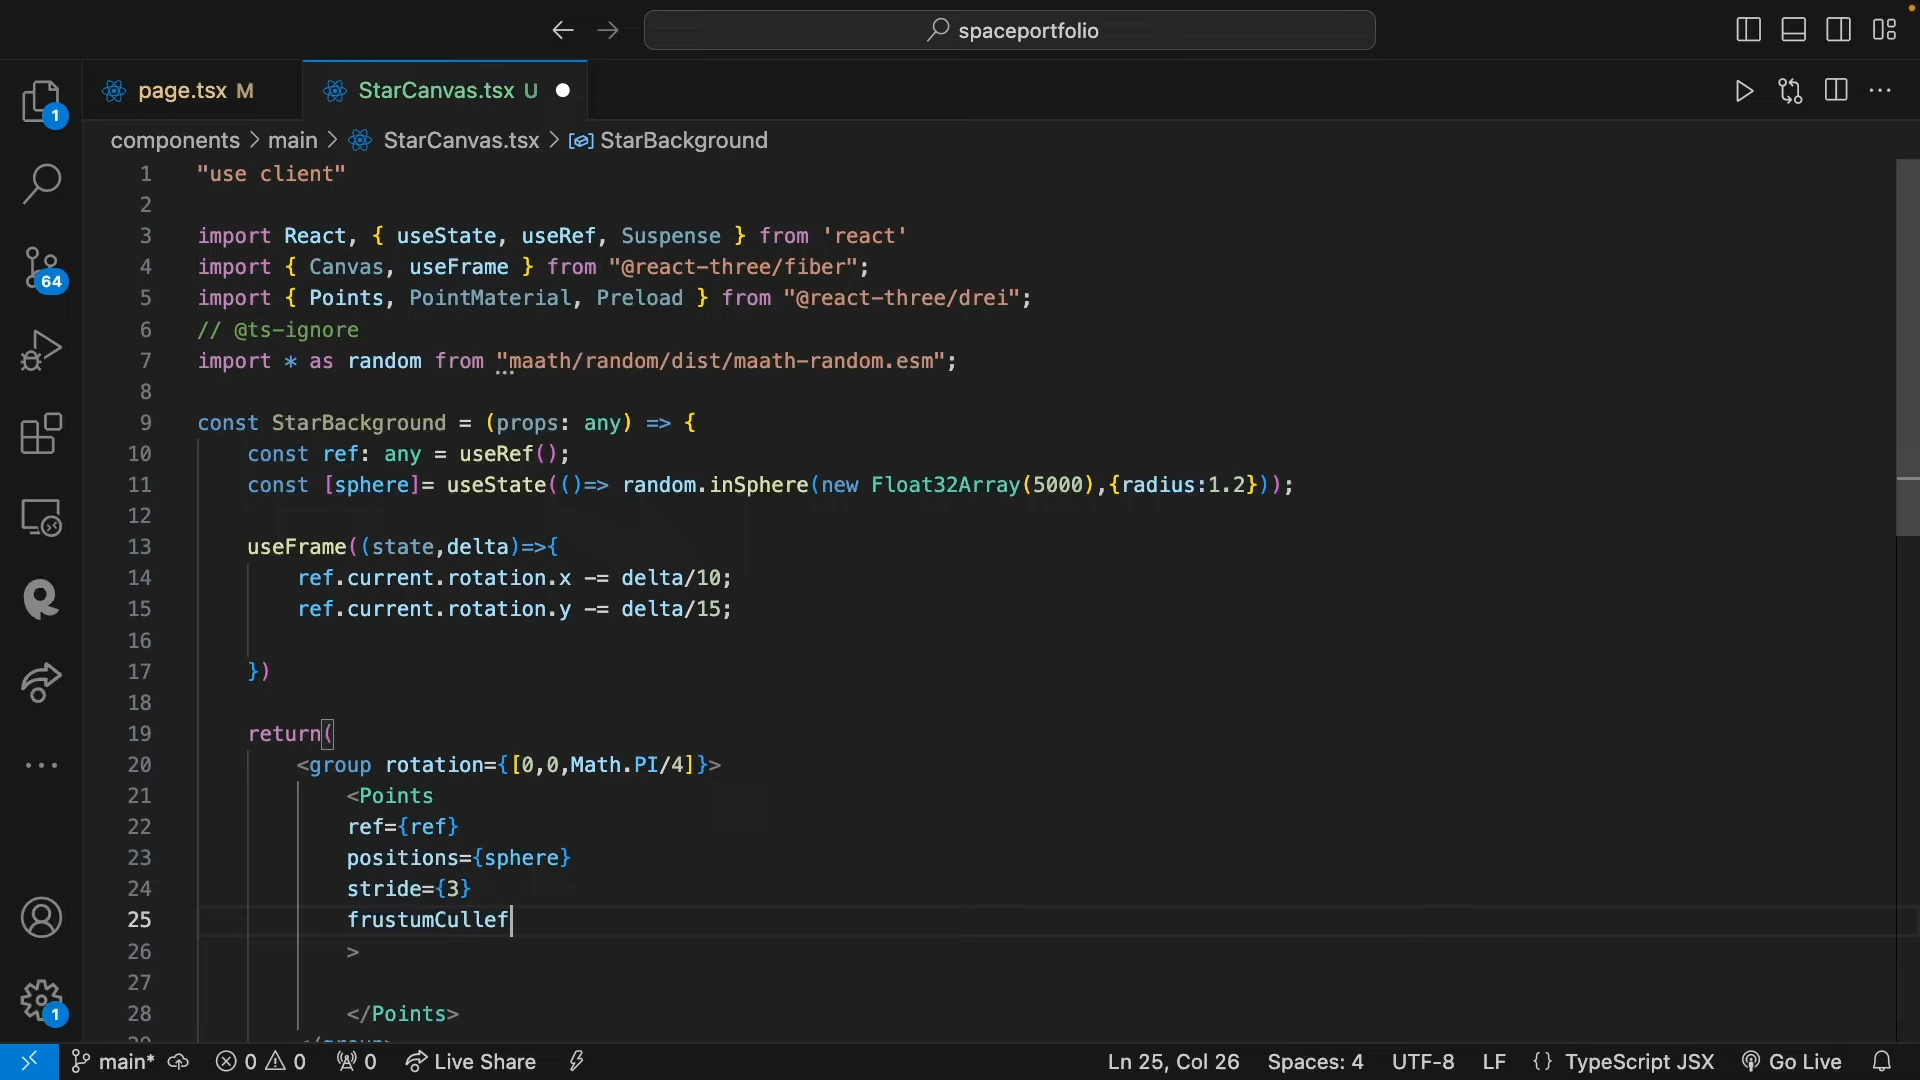 spaceportfolio
page.tsx M
StarCanvas.tsx U
components > main > StarCanvas.tsx > StarBackground
1
64
1
1 "use client"
2
3 import React, { useState, useRef, Suspense } from 'react'
4 import { Canvas, useFrame } from "@react-three/fiber";
5 import { Points, PointMaterial, Preload } from "@react-three/drei";
6 // @ts-ignore
7 import * as random from "maath/random/dist/maath-random.esm";
8
9 const StarBackground = (props: any) => {
10 const ref: any = useRef();
11 const [sphere]= useState(()=> random.inSphere(new Float32Array(5000),{radius:1.2}));
12
13 useFrame((state,delta)=>{
14 ref.current.rotation.x -= delta/10;
15 ref.current.rotation.y -= delta/15;
16
17 })
18
19 return(
20 <group rotation={[0,0,Math.PI/4]}>
21 <Points
22 ref={ref}
23 positions={sphere}
24 stride={3}
25 frustumCullef
26 >
27
28 </Points>
29 </group>
main* 0 0 0 Live Share Ln 25, Col 26 Spaces: 4 UTF-8 LF {} TypeScript JSX Go Live